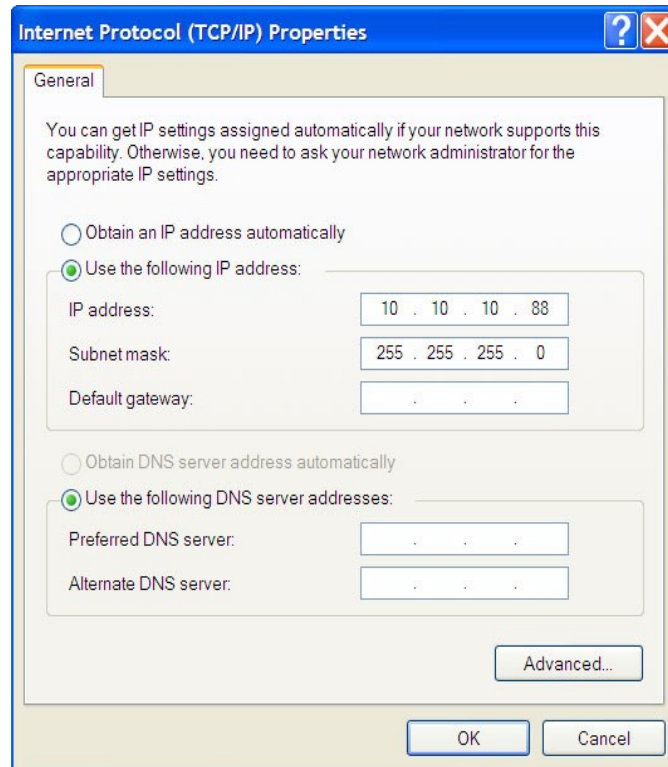 Internet Protocol (TCP/IP) Properties
General
You can get IP settings assigned automatically if your network supports this
capability. Otherwise, you need to ask your network administrator for the
appropriate IP settings.
Obtain an IP address automatically
Use the following IP address:
IP address: 10 . 10 . 10 . 88
Subnet mask: 255 . 255 . 255 . 0
Default gateway: . . .
Obtain DNS server address automatically
Use the following DNS server addresses:
Preferred DNS server: . . .
Alternate DNS server: . . .
Advanced...
OK Cancel